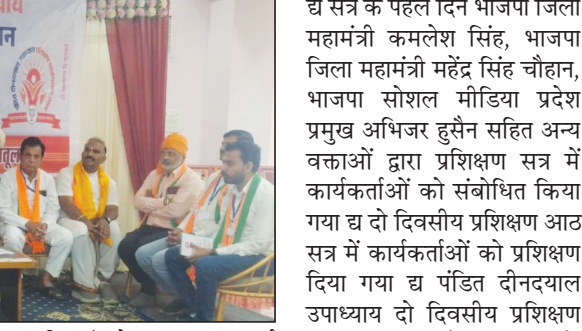 द्य सत्र के पहले दिन भाजपा जिला
महामंत्री कमलेश सिंह, भाजपा
जिला महामंत्री महेंद्र सिंह चौहान,
भाजपा सोशल मीडिया प्रदेश
प्रमुख अभिजर हुसैन सहित अन्य
वक्ताओं द्वारा प्रशिक्षण सत्र में
कार्यकर्ताओं को संबोधित किया
गया द्य दो दिवसीय प्रशिक्षण आठ
सत्र में कार्यकर्ताओं को प्रशिक्षण
दिया गया द्य पंडित दीनदयाल
उपाध्याय दो दिवसीय प्रशिक्षण